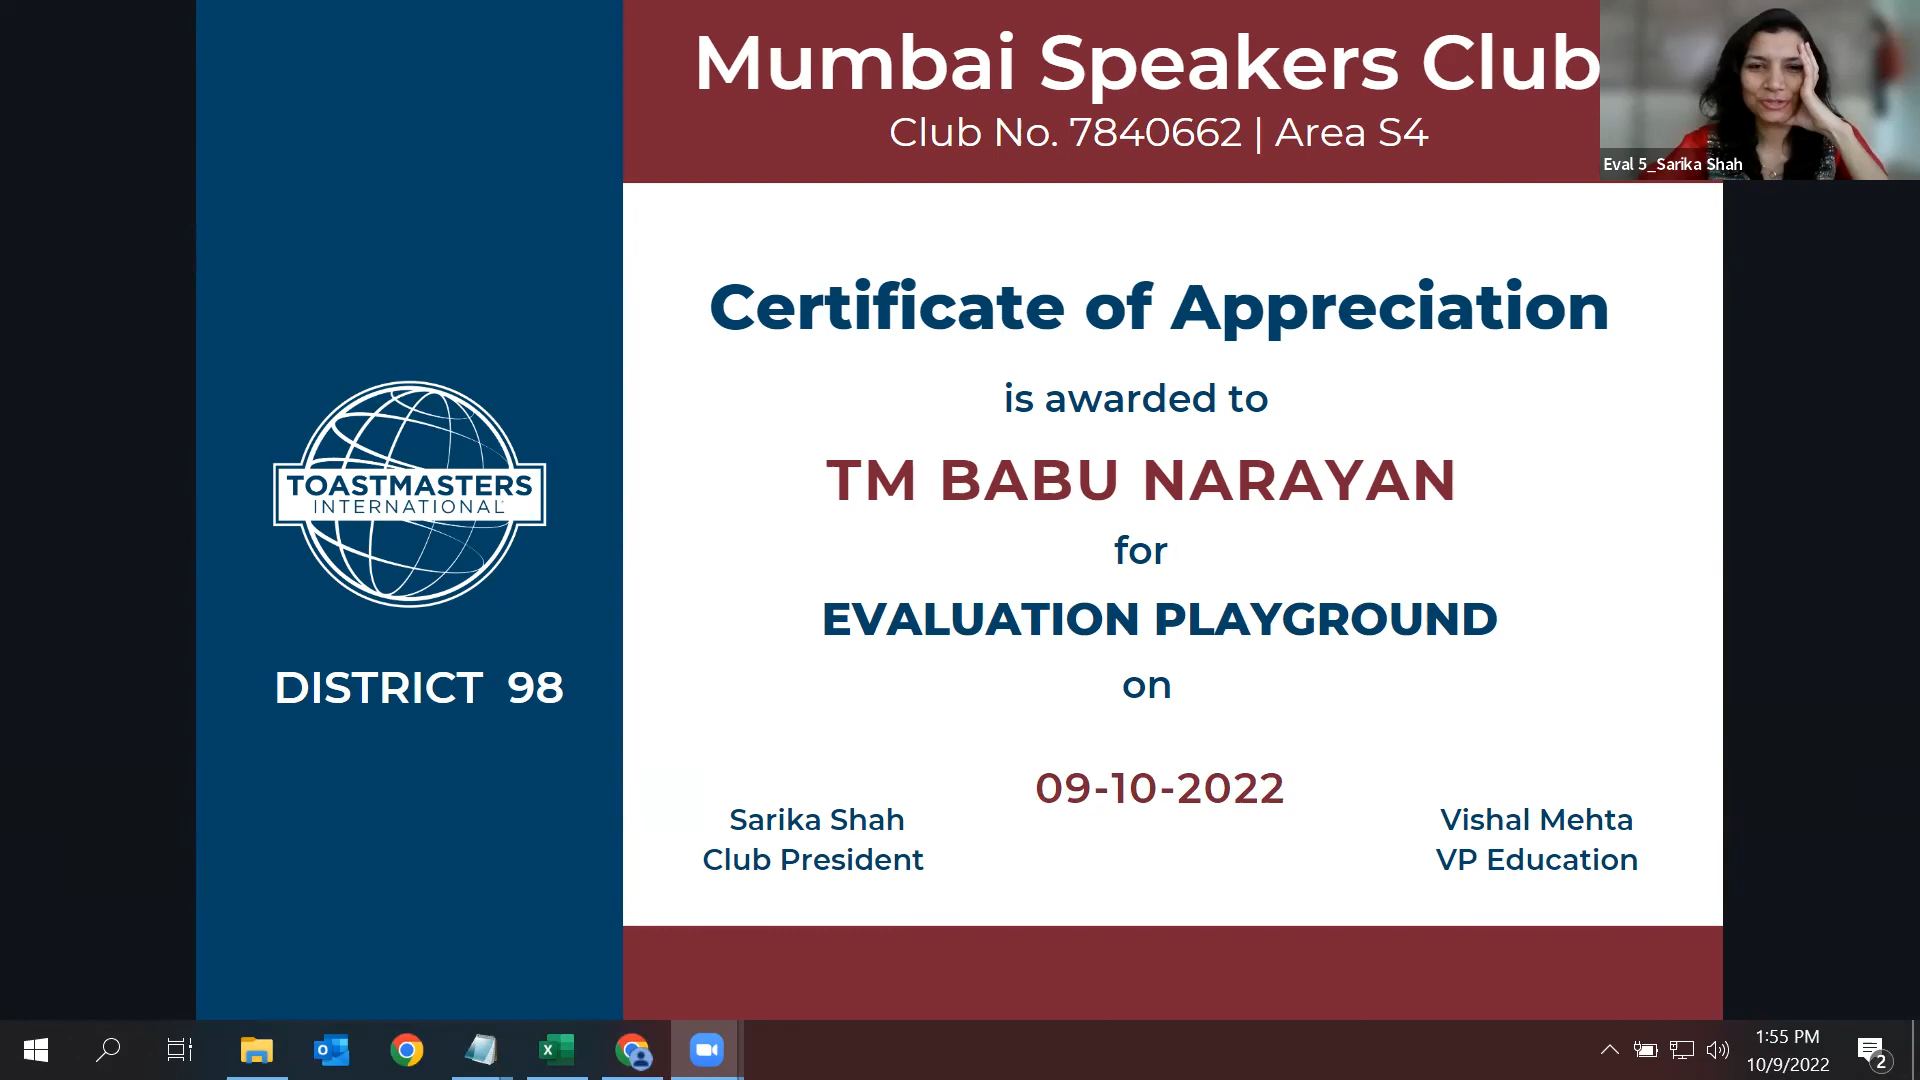 Mumbai Speakers Club
Club No. 7840662 | Area S4
Eval 5_Sarika Shah
Certificate of Appreciation
is awarded to
TM BABU NARAYAN
for
EVALUATION PLAYGROUND
on
09-10-2022
Sarika Shah
Club President
Vishal Mehta
VP Education
TOASTMASTERS
INTERNATIONAL
DISTRICT 98
1:55 PM
10/9/2022
2